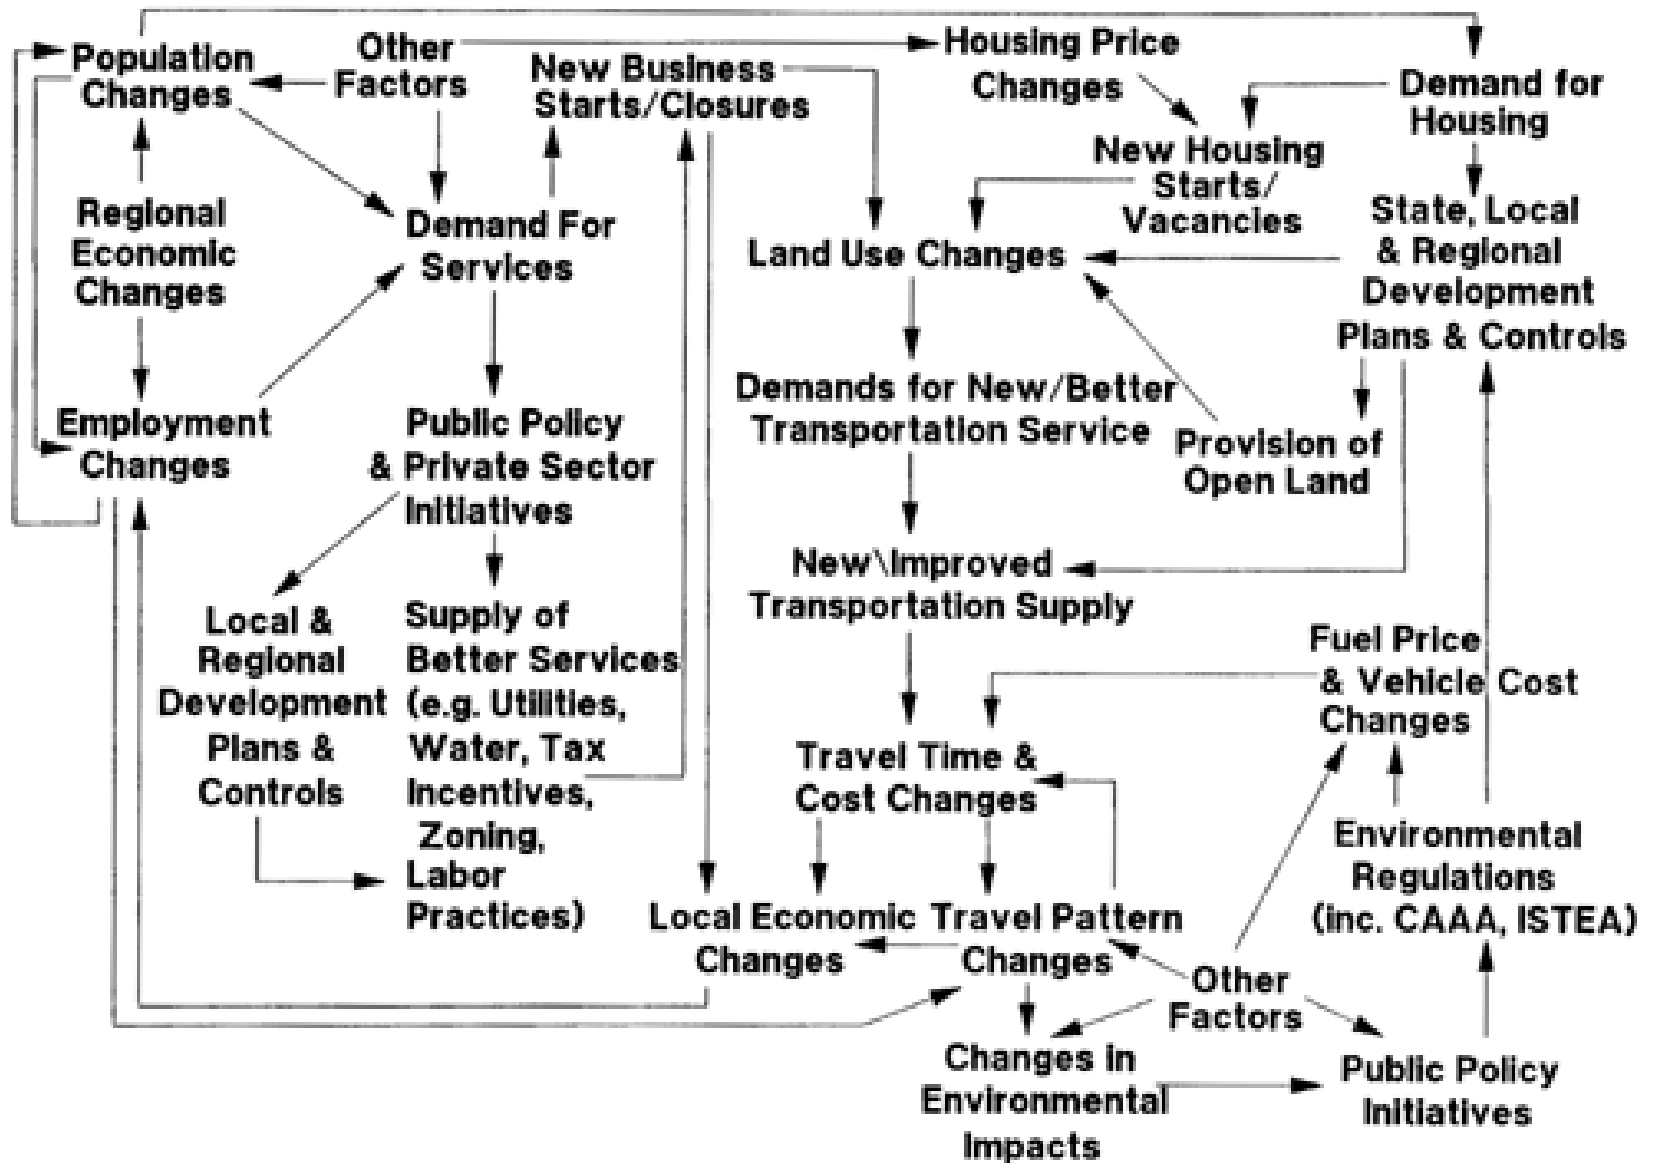 Population
Changes
Other
Factors
New Business
Starts/Closures
Housing Price
Changes
Demand for
Housing
New Housing
Starts/
Vacancies
Regional
Economic
Changes
Demand For
Services
Land Use Changes
State, Local
& Regional
Development
Plans & Controls
Employment
Changes
Public Policy
& Private Sector
Initiatives
Demands for New/Better
Transportation Service
Provision of
Open Land
New\Improved
Transportation Supply
Local &
Regional
Development
Plans &
Controls
Supply of
Better Services
(e.g. Utilities,
Water, Tax
Incentives,
Zoning,
Labor
Practices)
Fuel Price
& Vehicle Cost
Changes
Travel Time &
Cost Changes
Environmental
Regulations
(inc. CAAA, ISTEA)
Local Economic
Changes
Travel Pattern
Changes
Other
Factors
Changes in
Environmental
Impacts
Public Policy
Initiatives